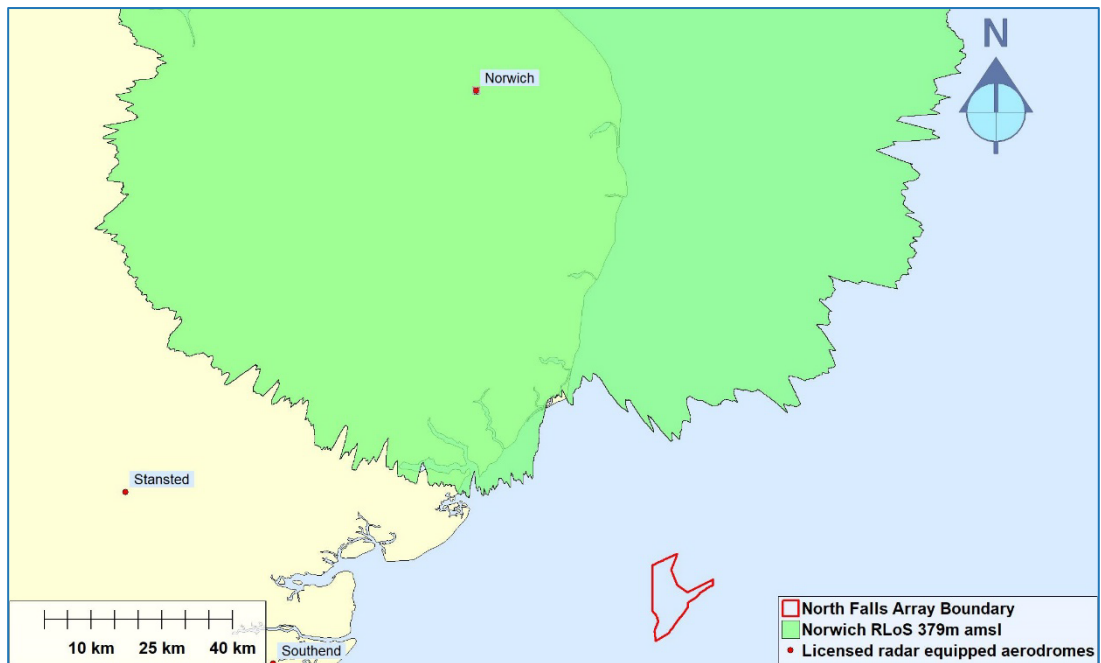 N
Norwich
Stansted
10 km 25 km 40 km
Southend
North Falls Array Boundary
Norwich RLoS 379m amsl
Licensed radar equipped aerodromes